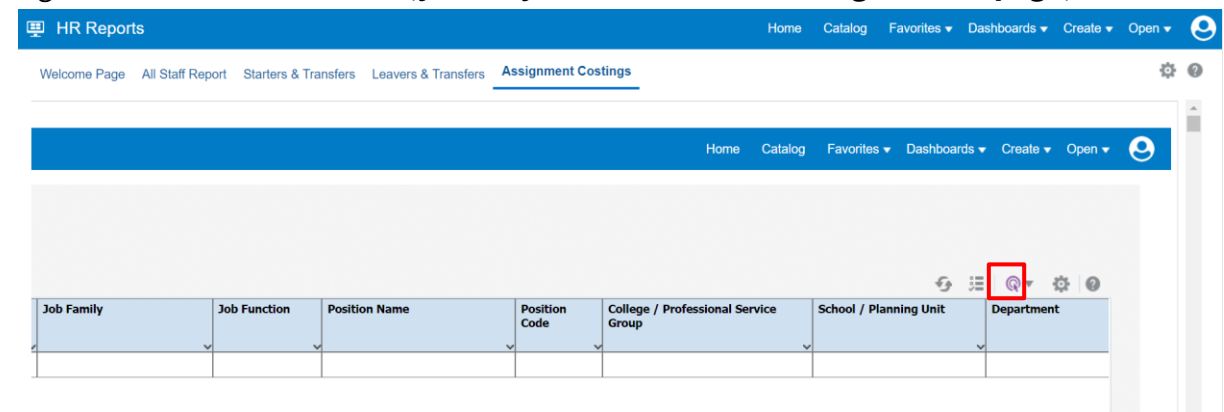 HR Reports Home Catalog Favorites Dashboards Create Open
Welcome Page All Staff Report Starters & Transfers Leavers & Transfers Assignment Costings
Home Catalog Favorites Dashboards Create Open
Job Family Job Function Position Name Position Code College / Professional Service Group School / Planning Unit Department